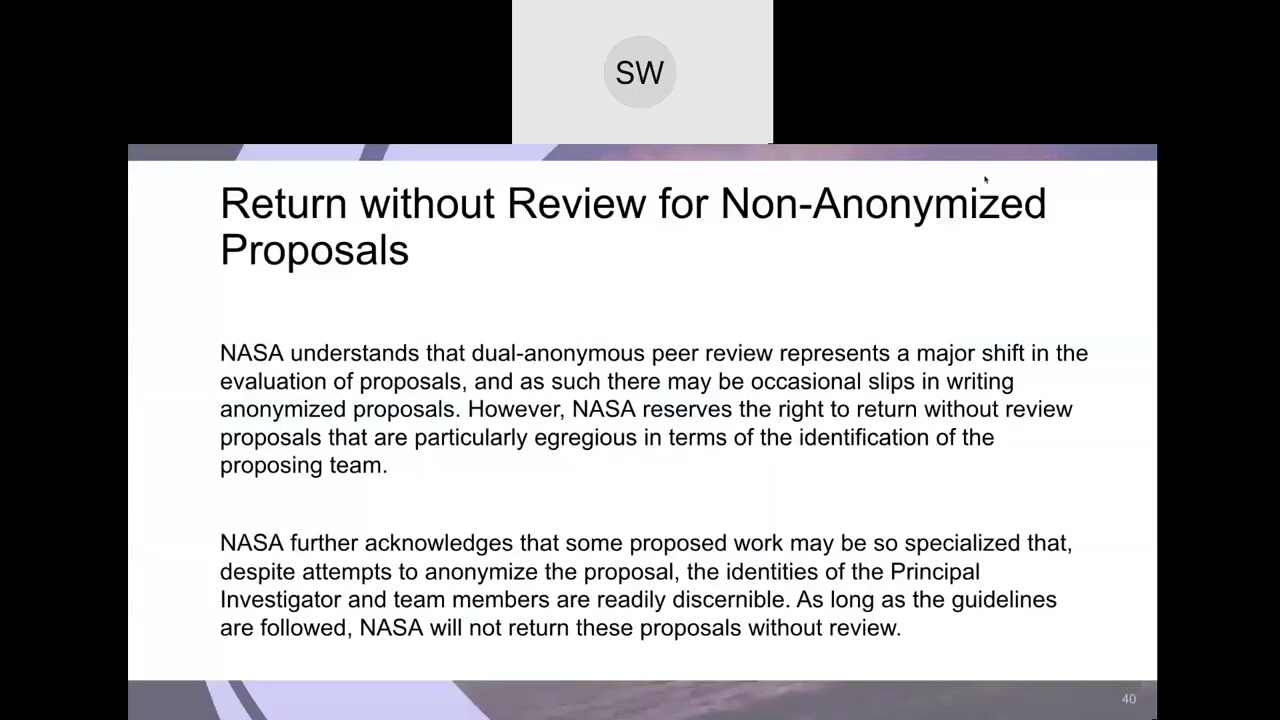 SW
Return without Review for Non-Anonymized
Proposals
NASA understands that dual-anonymous peer review represents a major shift in the
evaluation of proposals, and as such there may be occasional slips in writing
anonymized proposals. However, NASA reserves the right to return without review
proposals that are particularly egregious in terms of the identification of the
proposing team.
NASA further acknowledges that some proposed work may be so specialized that,
despite attempts to anonymize the proposal, the identities of the Principal
Investigator and team members are readily discernible. As long as the guidelines
are followed, NASA will not return these proposals without review.
40